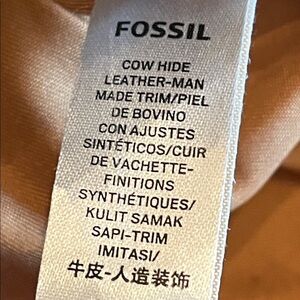 FOSSIL
COW HIDE
LEATHER-MAN
MADE TRIM/PIEL
DE BOVINO
CON AJUSTES
SINTÉTICOS/CUIR
DE VACHETTE-
FINITIONS
SYNTHÉTIQUES/
KULIT SAMAK
SAPI-TRIM
IMITASI/
牛皮-人造装饰